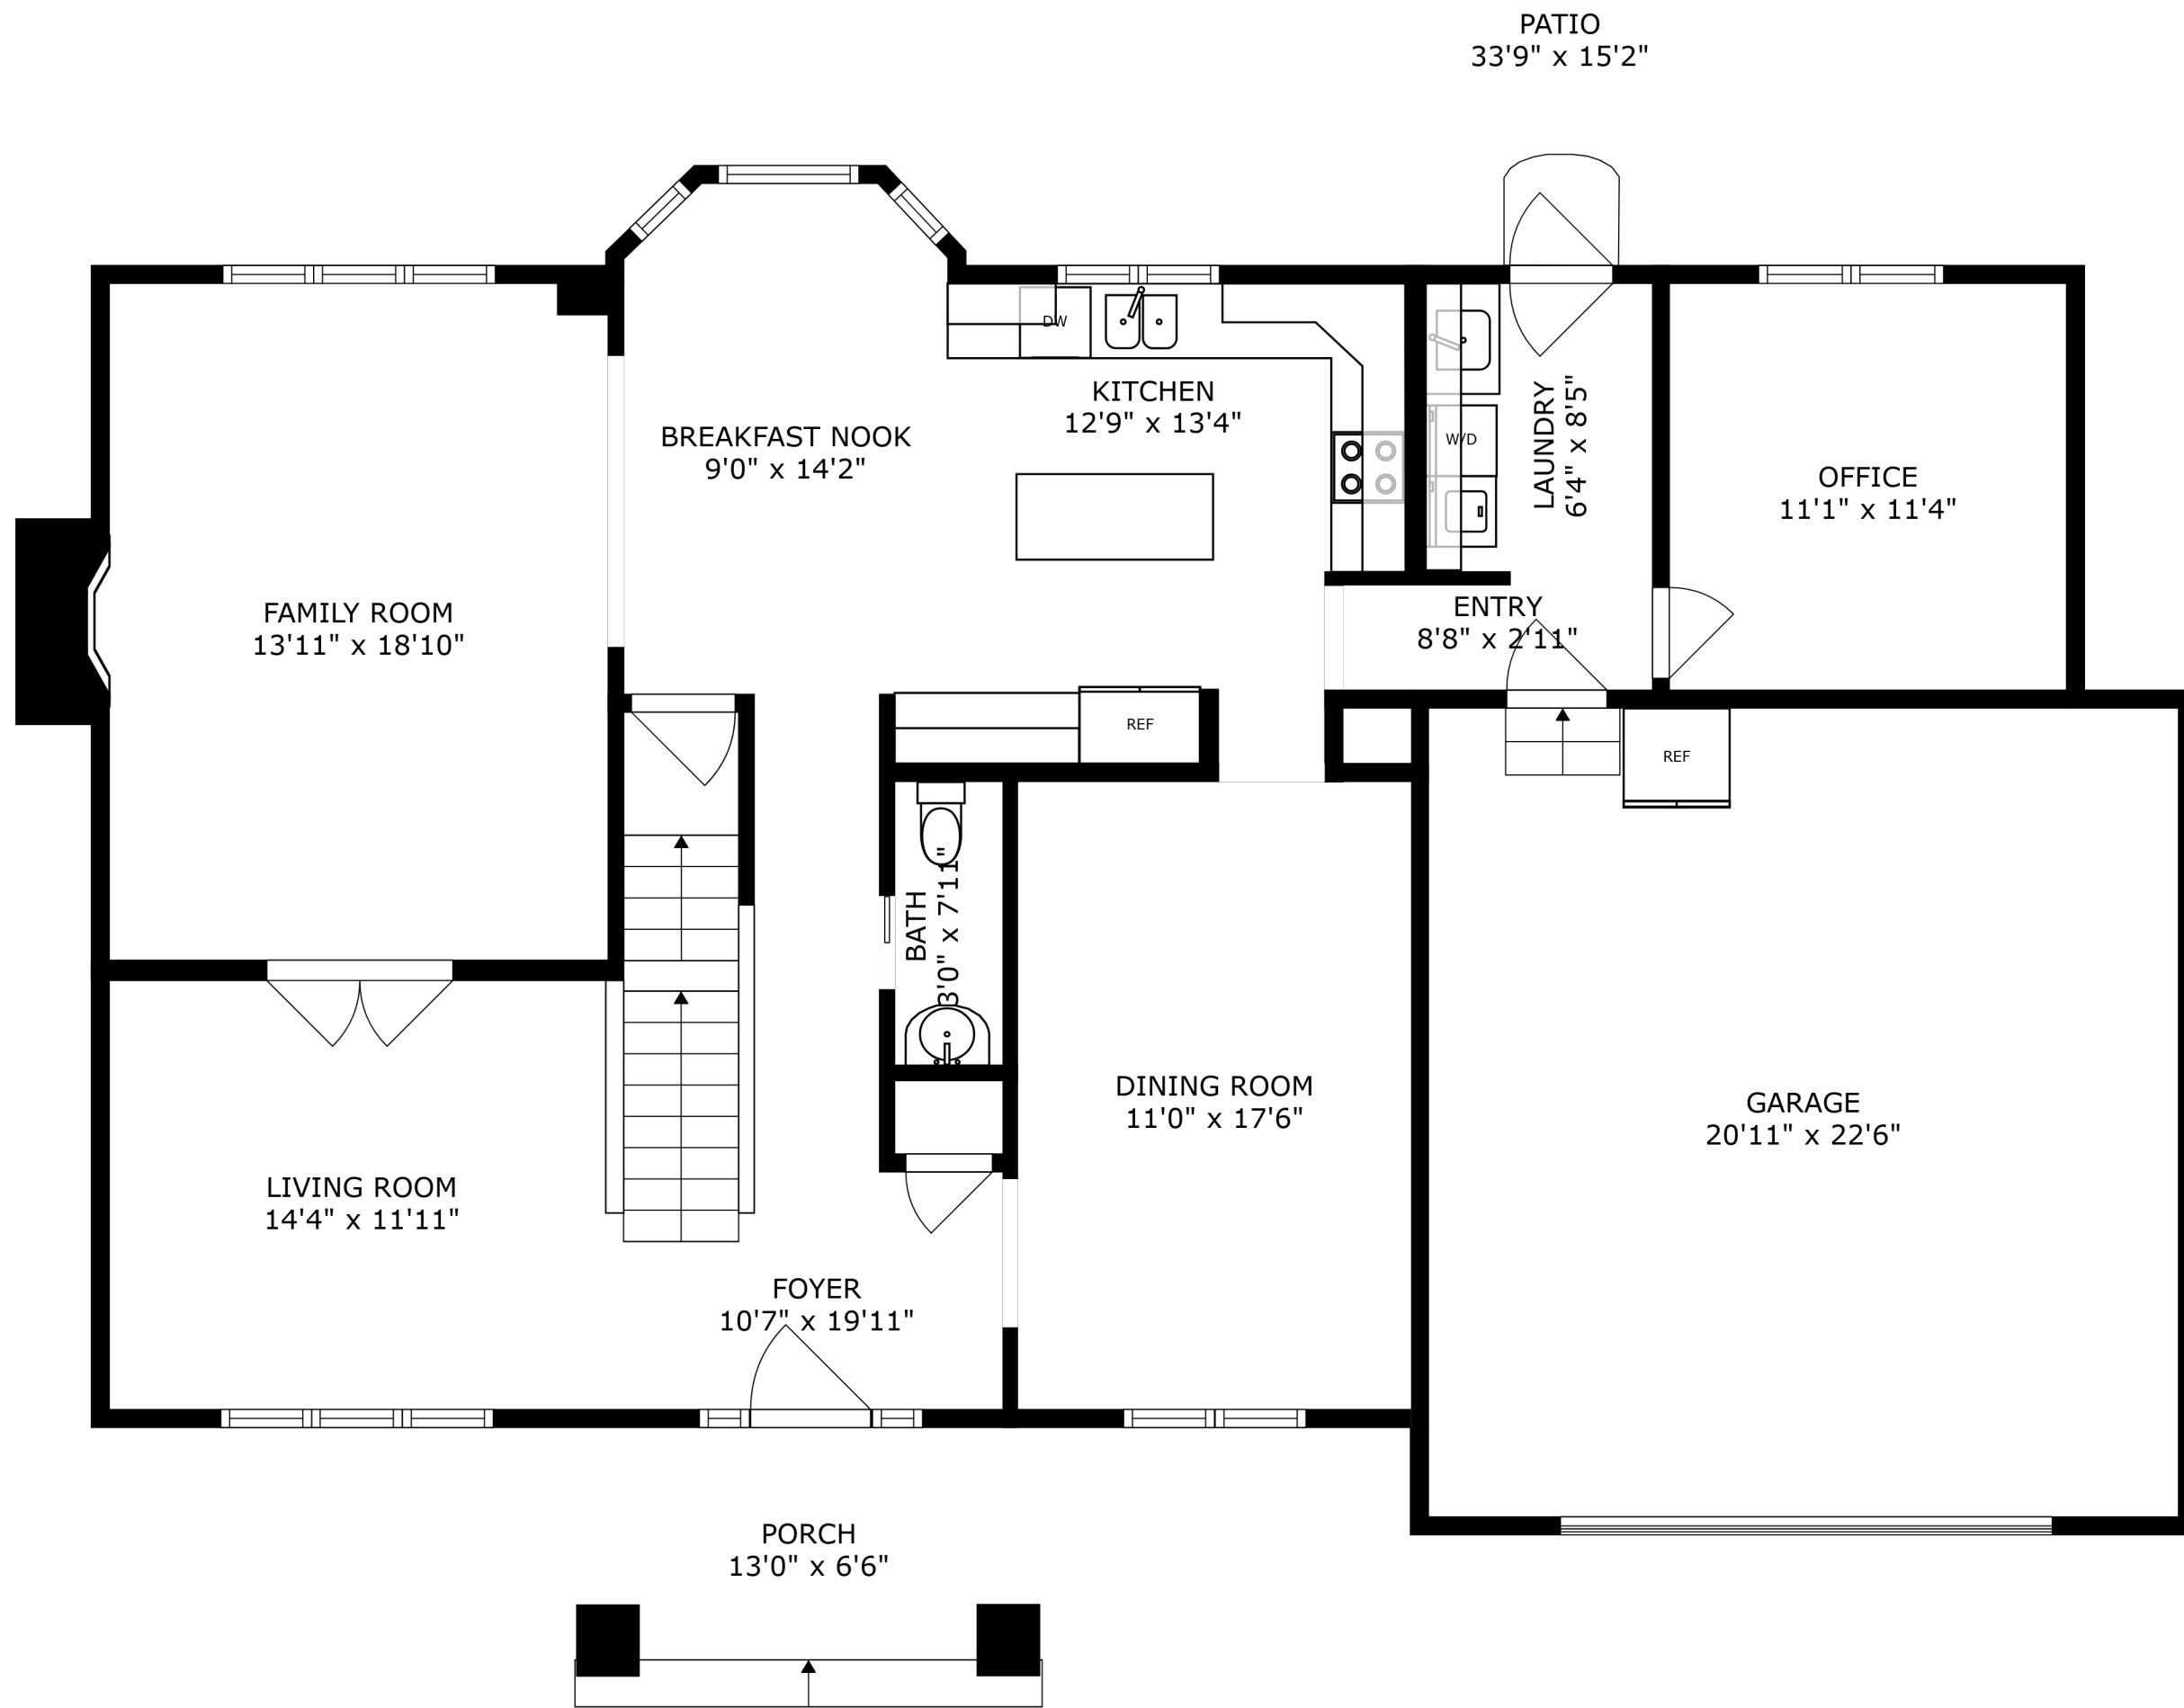 PATIO
33'9" x 15'2"
DW
KITCHEN
12'9" x 13'4"
BREAKFAST NOOK
9'0" x 14'2"
W/D
LAUNDRY
6'4" x 8'5"
OFFICE
11'1" x 11'4"
FAMILY ROOM
13'11" x 18'10"
ENTRY
8'8" x 2'11"
REF
REF
BATH
3'0" x 7'11"
DINING ROOM
11'0" x 17'6"
GARAGE
20'11" x 22'6"
LIVING ROOM
14'4" x 11'11"
FOYER
10'7" x 19'11"
PORCH
13'0" x 6'6"